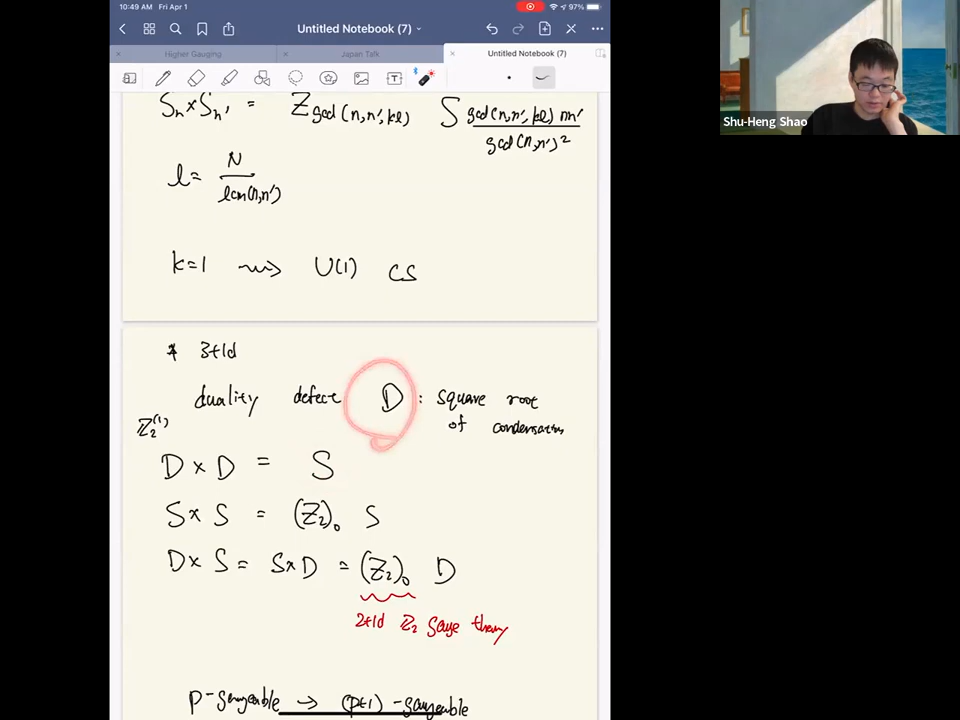 10:49 AM Fri Apr 1
97%
Untitled Notebook (7)
Higher Gauging
Japan Talk
Untitled Notebook (7)
Sn × Sn' = Z gcd(n,n',kl) S gcd(n,n',kl) nn' / gcd(n,n')²
l = N / lcm(n,n')
k=1 ⇝ U(1) CS
* 3+1d
duality defect D : square root
of condensation
Z₂⁽¹⁾
D × D = S
S × S = (Z₂)₀ S
D × S = S × D = (Z₂)₀ D
2+1d Z₂ gauge theory
p-gaugeable → (p+1)-gaugeable
Shu-Heng Shao